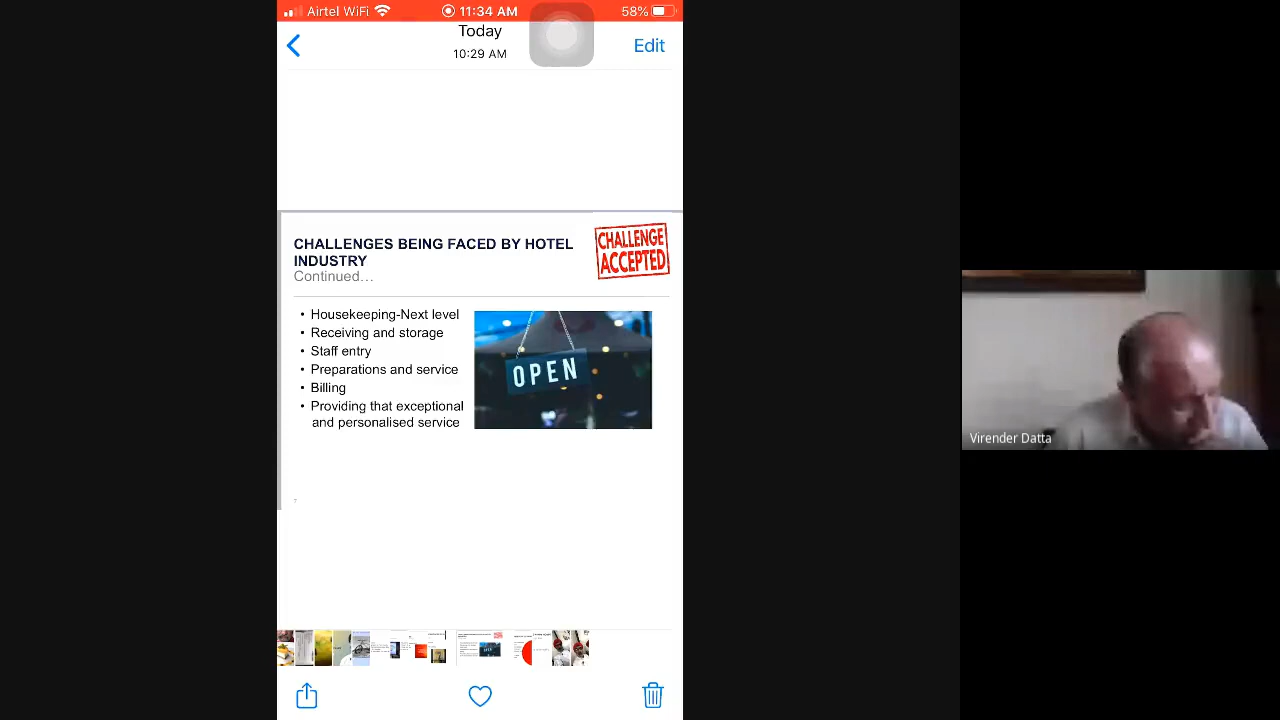 Airtel WiFi 11:34 AM 58%
Today
10:29 AM
Edit
CHALLENGES BEING FACED BY HOTEL
INDUSTRY
Continued...
CHALLENGE
ACCEPTED
• Housekeeping-Next level
• Receiving and storage
• Staff entry
• Preparations and service
• Billing
• Providing that exceptional
and personalised service
OPEN
Virender Datta